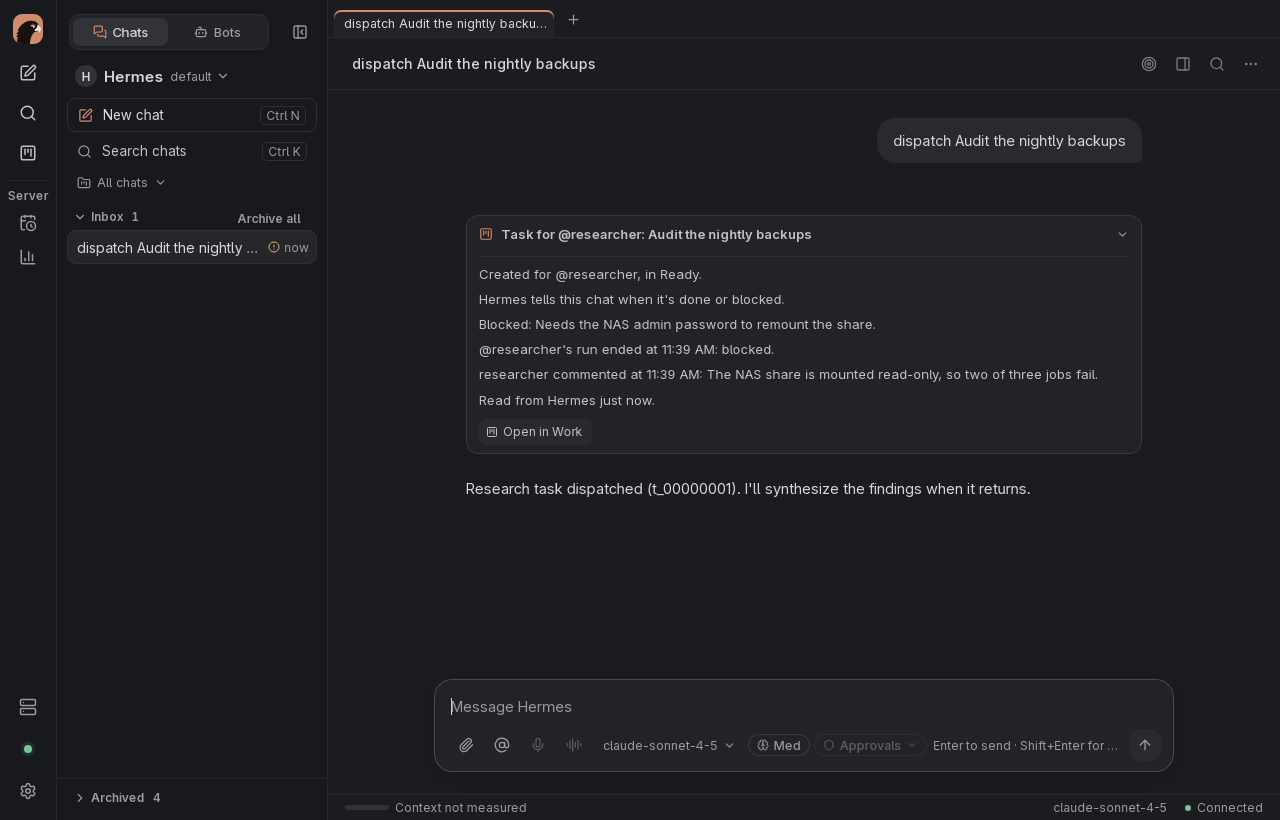 Chats
Bots
H Hermes default
New chat Ctrl N
Search chats Ctrl K
All chats
Server
Inbox 1 Archive all
dispatch Audit the nightly … now
Archived 4
dispatch Audit the nightly backu…
dispatch Audit the nightly backups
dispatch Audit the nightly backups
Task for @researcher: Audit the nightly backups
Created for @researcher, in Ready.
Hermes tells this chat when it's done or blocked.
Blocked: Needs the NAS admin password to remount the share.
@researcher's run ended at 11:39 AM: blocked.
researcher commented at 11:39 AM: The NAS share is mounted read-only, so two of three jobs fail.
Read from Hermes just now.
Open in Work
Research task dispatched (t_00000001). I'll synthesize the findings when it returns.
Message Hermes
claude-sonnet-4-5 Med Approvals Enter to send · Shift+Enter for …
Context not measured claude-sonnet-4-5 Connected